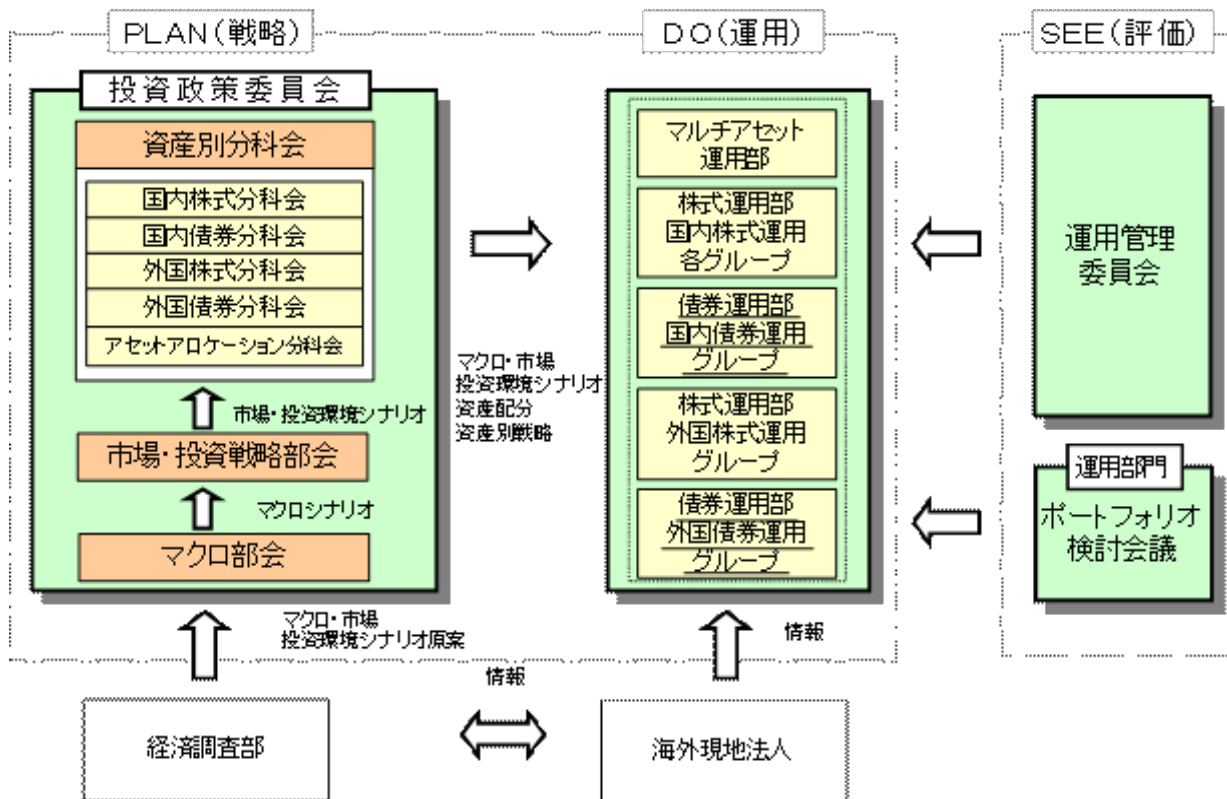 PLAN(戦略)
DO(運用)
SEE(評価)
投資政策委員会
資産別分科会
国内株式分科会
国内債券分科会
外国株式分科会
外国債券分科会
アセットアロケーション分科会
市場・投資環境シナリオ
市場・投資戦略部会
マクロシナリオ
マクロ部会
マクロ・市場
投資環境シナリオ
資産配分
資産別戦略
マルチアセット
運用部
株式運用部
国内株式運用
各グループ
債券運用部
国内債券運用
グループ
株式運用部
外国株式運用
グループ
債券運用部
外国債券運用
グループ
運用管理
委員会
運用部門
ポートフォリオ
検討会議
マクロ・市場
投資環境シナリオ原案
情報
情報
経済調査部
海外現地法人